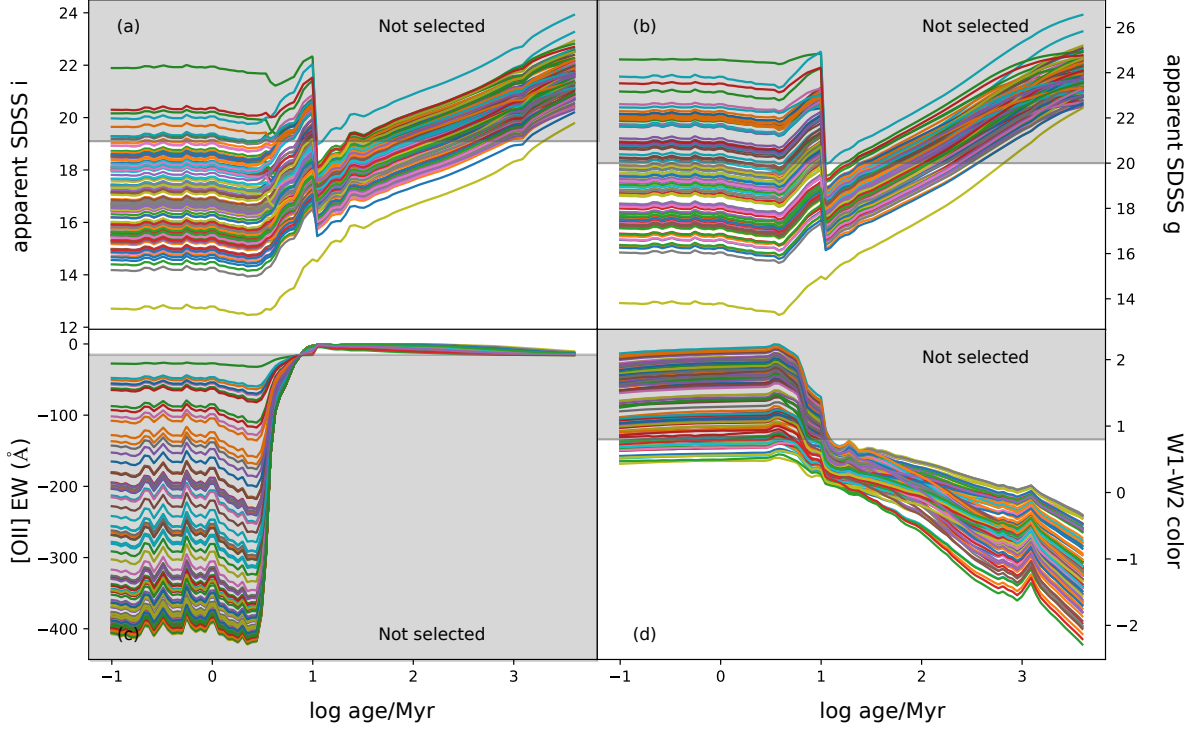 (a)
Not selected
24
22
20
18
16
14
12
apparent SDSS i
(b)
Not selected
26
24
22
20
18
16
14
apparent SDSS g
0
−100
−200
−300
−400
[OII] EW (Å)
(c)
Not selected
−1
0
1
2
3
log age/Myr
Not selected
(d)
2
1
0
−1
−2
W1-W2 color
−1
0
1
2
3
log age/Myr